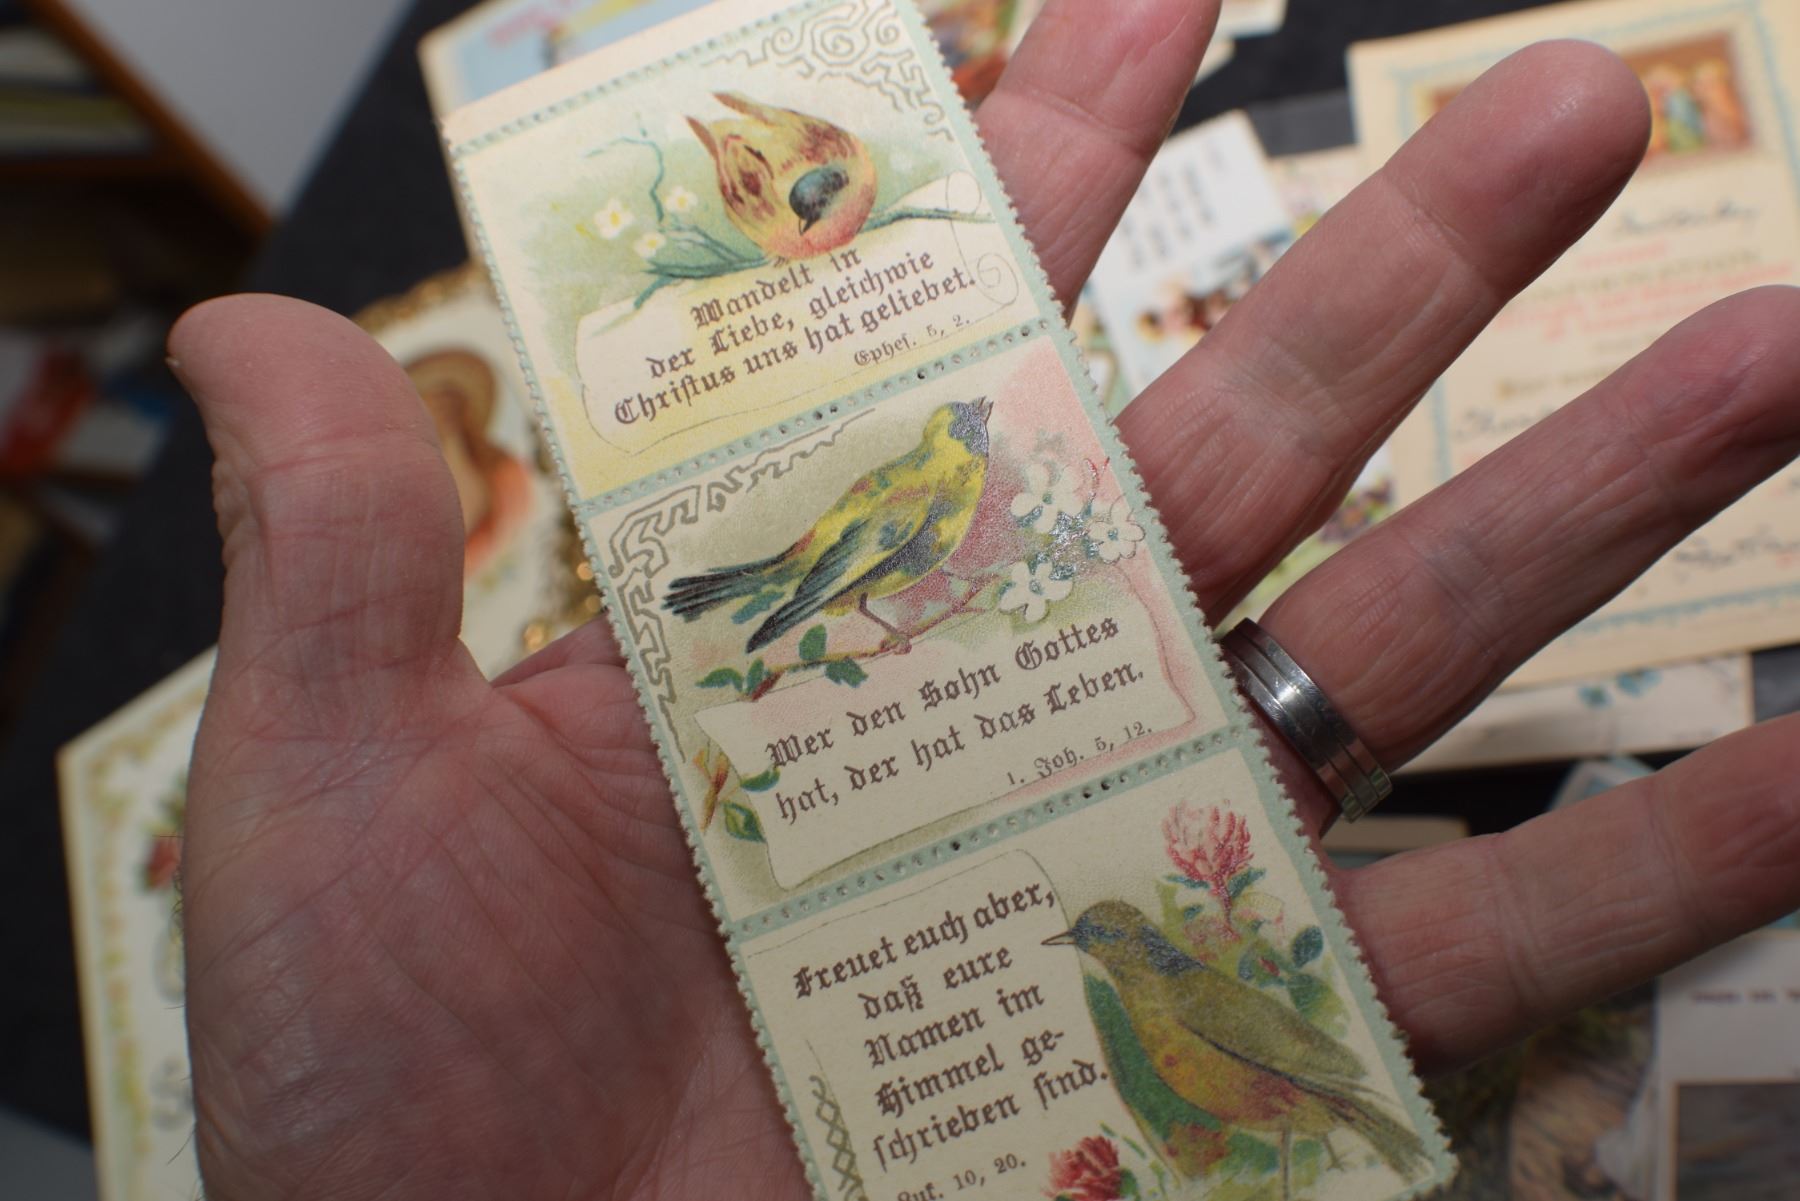 Wandelt in
der Liebe, gleichwie
Christus uns hat geliebet.
Ephes. 5, 2.
Wer den Sohn Gottes
hat, der hat das Leben.
1. Joh. 5, 12.
Freuet euch aber,
daß eure
Namen im
Himmel ge-
schrieben sind.
Luk. 10, 20.